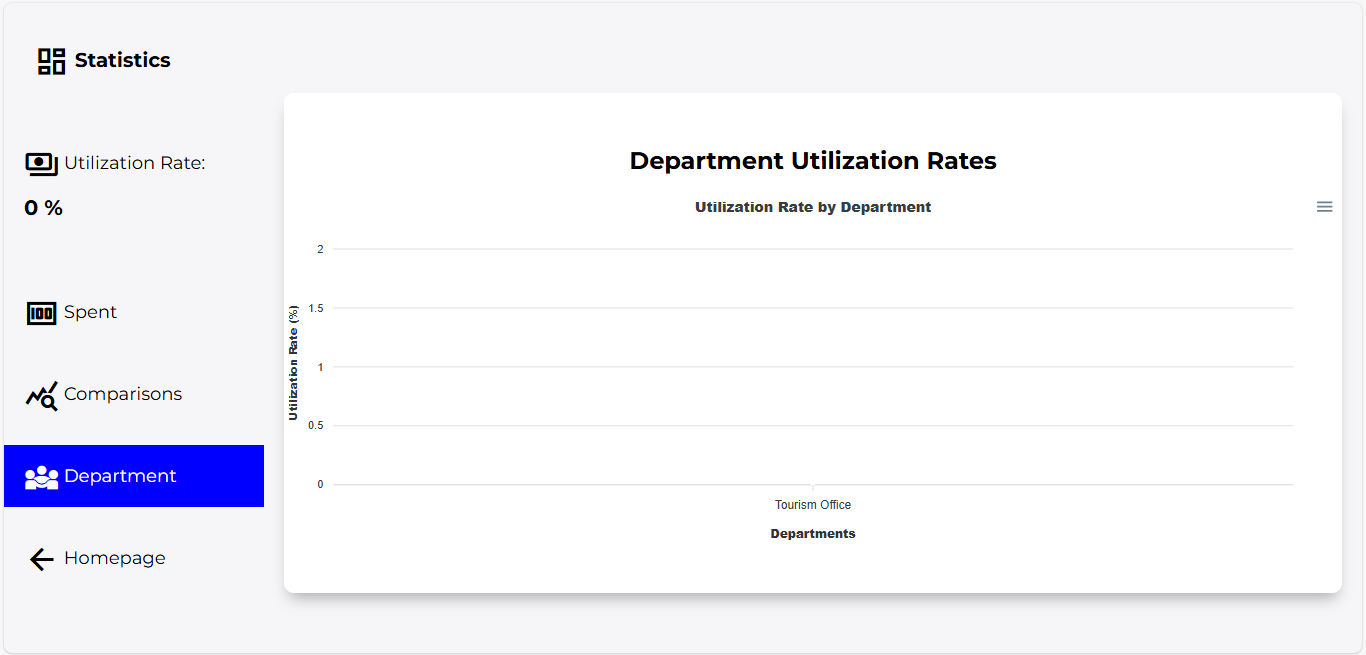 Statistics
Utilization Rate:
0 %
100 Spent
Comparisons
Department
Homepage
Department Utilization Rates
Utilization Rate by Department
2
1.5
1
0.5
0
Utilization Rate (%)
Tourism Office
Departments